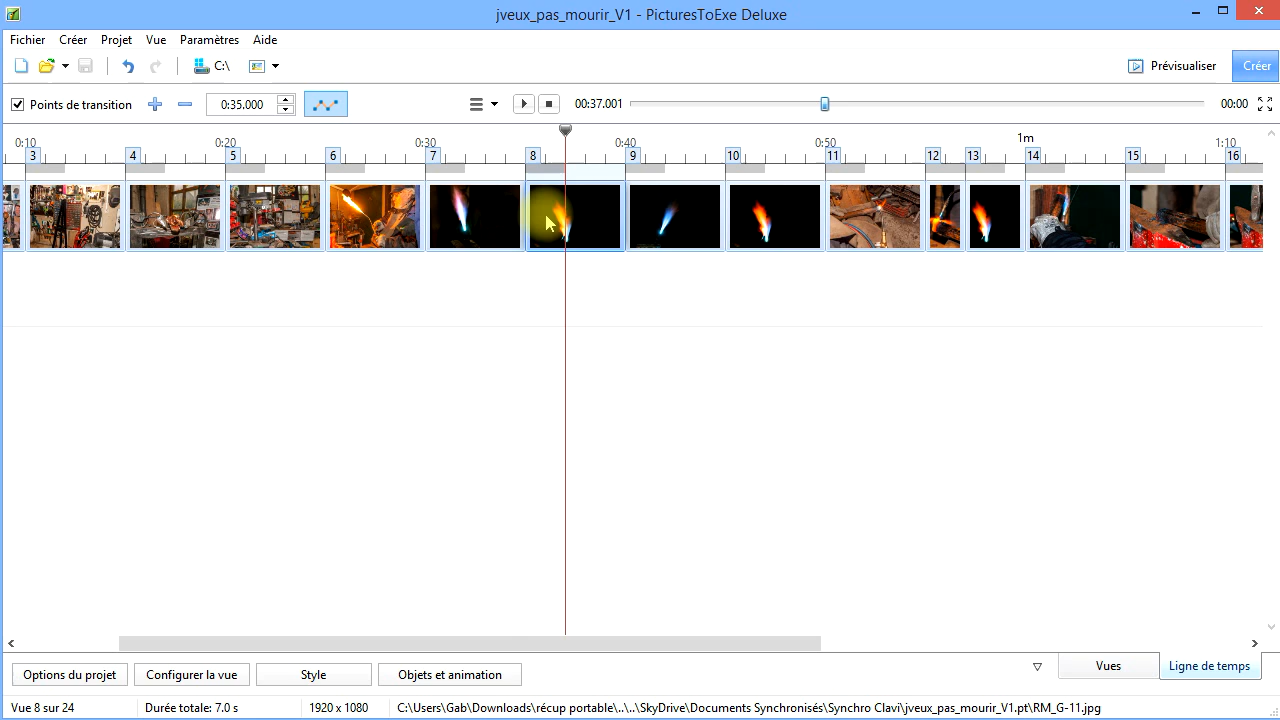 jveux_pas_mourir_V1 - PicturesToExe Deluxe
Fichier Créer Projet Vue Paramètres Aide
C:\ Prévisualiser Créer
Points de transition 0:35.000 00:37.001 00:00
0:10 0:20 0:30 0:40 0:50 1m 1:10
3 4 5 6 7 8 9 10 11 12 13 14 15 16
Vues Ligne de temps
Options du projet Configurer la vue Style Objets et animation
Vue 8 sur 24 Durée totale: 7.0 s 1920 x 1080 C:\Users\Gab\Downloads\récup portable\..\..\SkyDrive\Documents Synchronisés\Synchro Clavi\jveux_pas_mourir_V1.pt\RM_G-11.jpg